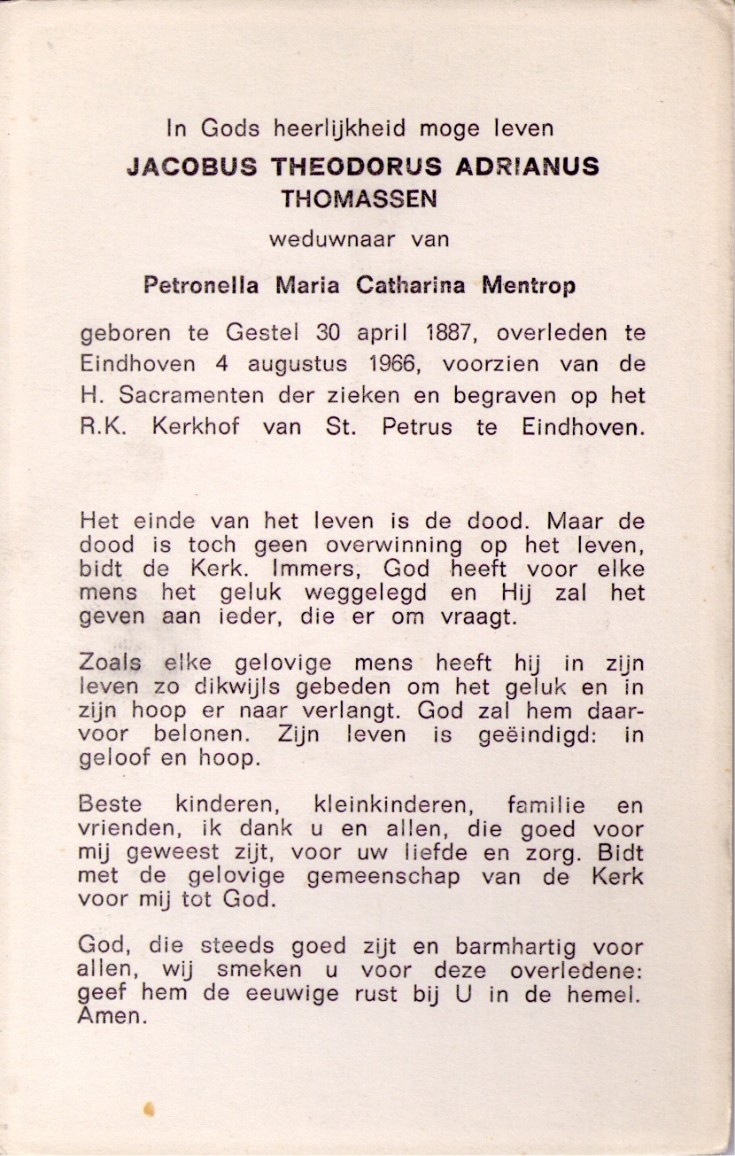 In Gods heerlijkheid moge leven
JACOBUS THEODORUS ADRIANUS
THOMASSEN
weduwnaar van
Petronella Maria Catharina Mentrop
geboren te Gestel 30 april 1887, overleden te
Eindhoven 4 augustus 1966, voorzien van de
H. Sacramenten der zieken en begraven op het
R.K. Kerkhof van St. Petrus te Eindhoven.
Het einde van het leven is de dood. Maar de
dood is toch geen overwinning op het leven,
bidt de Kerk. Immers, God heeft voor elke
mens het geluk weggelegd en Hij zal het
geven aan ieder, die er om vraagt.
Zoals elke gelovige mens heeft hij in zijn
leven zo dikwijls gebeden om het geluk en in
zijn hoop er naar verlangt. God zal hem daar-
voor belonen. Zijn leven is geëindigd: in
geloof en hoop.
Beste kinderen, kleinkinderen, familie en
vrienden, ik dank u en allen, die goed voor
mij geweest zijt, voor uw liefde en zorg. Bidt
met de gelovige gemeenschap van de Kerk
voor mij tot God.
God, die steeds goed zijt en barmhartig voor
allen, wij smeken u voor deze overledene:
geef hem de eeuwige rust bij U in de hemel.
Amen.